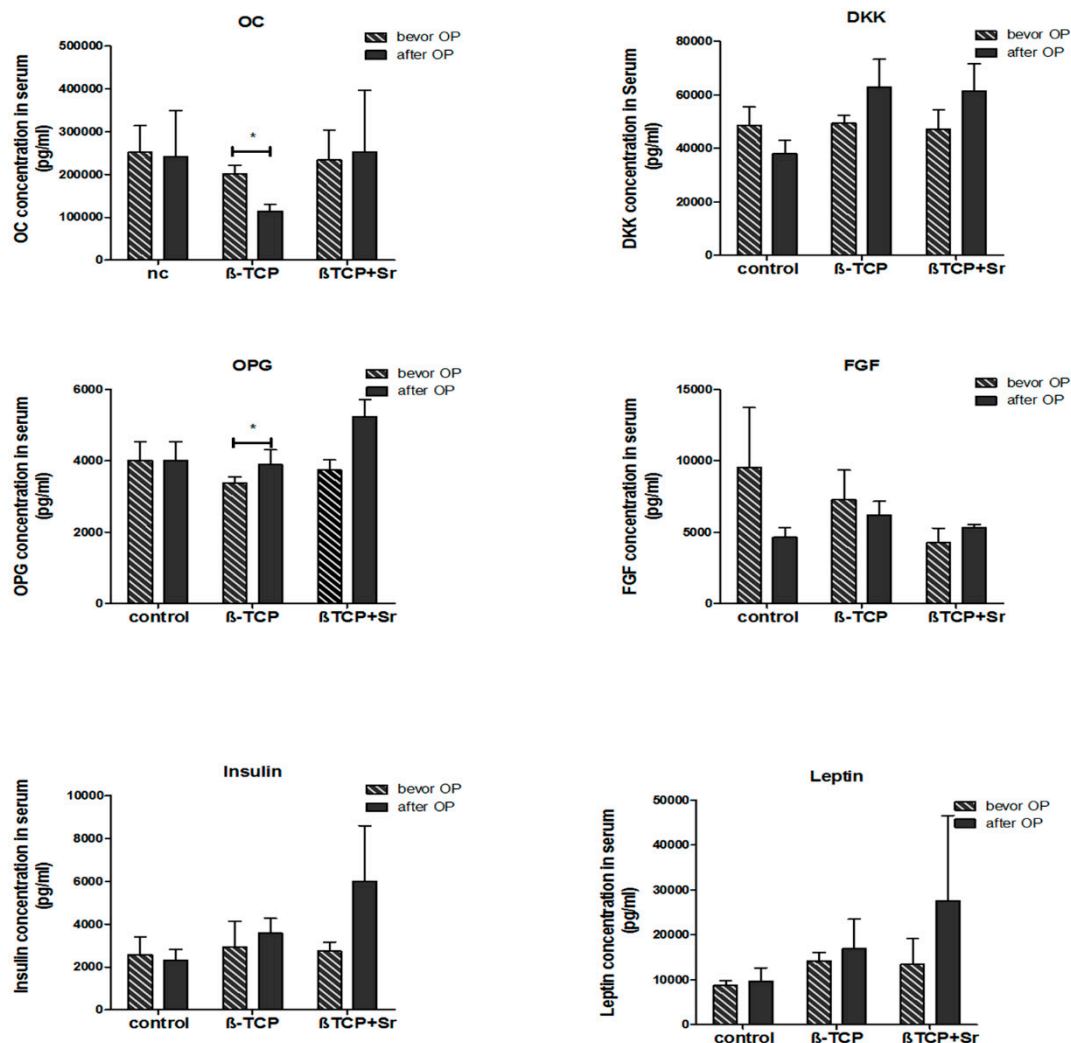 OC
bevor OP
after OP
500000
400000
300000
200000
100000
0
OC concentration in serum
(pg/ml)
*
nc ß-TCP ßTCP+Sr
DKK
bevor OP
after OP
80000
60000
40000
20000
0
DKK concentration in Serum
(pg/ml)
control ß-TCP ßTCP+Sr
OPG
bevor OP
after OP
6000
4000
2000
0
OPG concentration in serum
(pg/ml)
*
control ß-TCP ßTCP+Sr
FGF
bevor OP
after OP
15000
10000
5000
0
FGF concentration in serum
(pg/ml)
control ß-TCP ßTCP+Sr
Insulin
bevor OP
after OP
10000
8000
6000
4000
2000
0
Insulin concentration in serum
(pg/ml)
control ß-TCP ßTCP+Sr
Leptin
bevor OP
after OP
50000
40000
30000
20000
10000
0
Leptin concentration in serum
(pg/ml)
control ß-TCP ßTCP+Sr